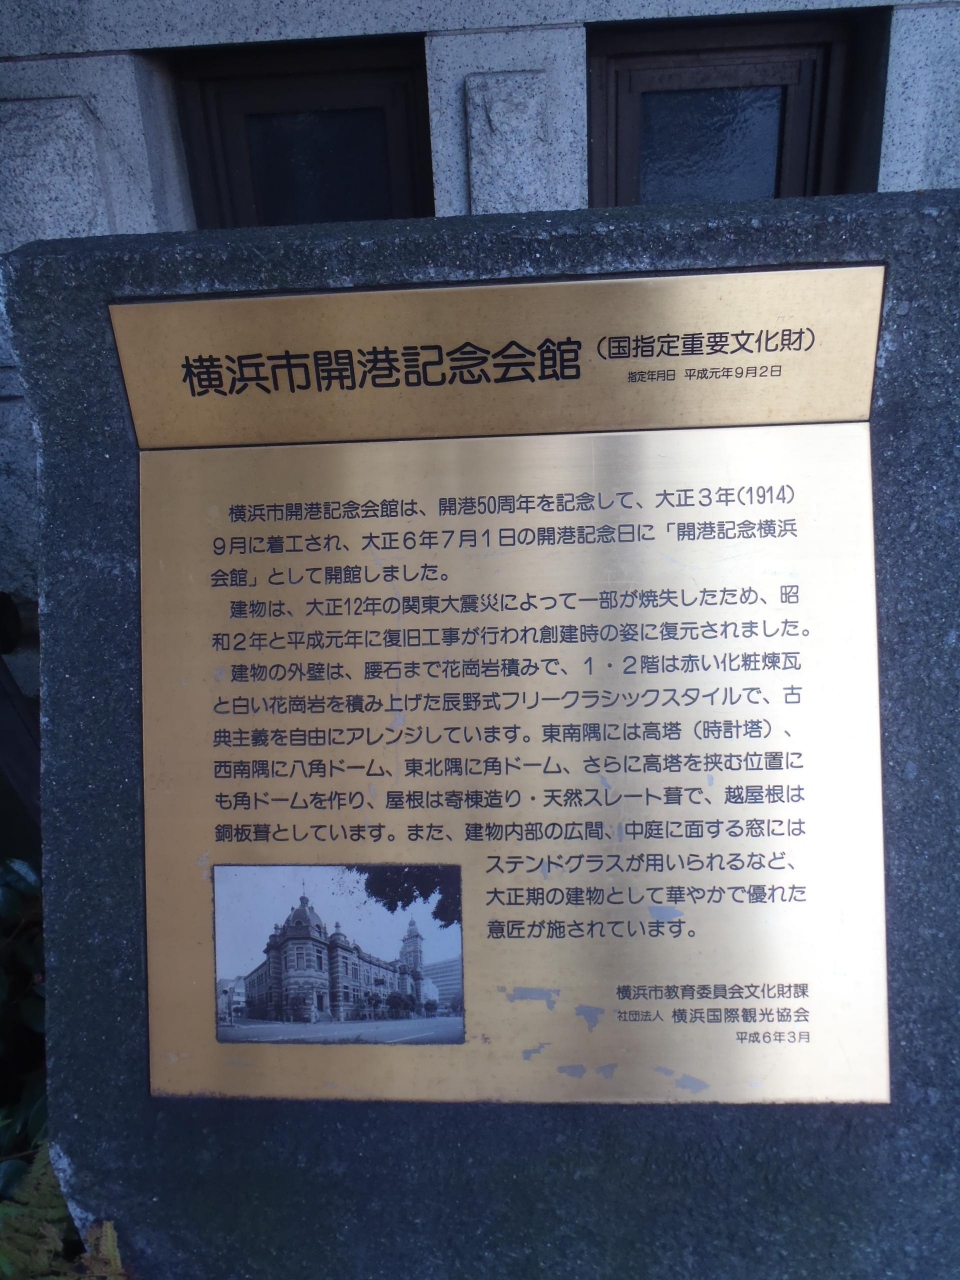 横浜市開港記念会館（国指定重要文化財）
指定年月日 平成元年９月２日
横浜市開港記念会館は、開港50周年を記念して、大正３年(1914)
９月に着工され、大正６年７月１日の開港記念日に「開港記念横浜
会館」として開館しました。
建物は、大正12年の関東大震災によって一部が焼失したため、昭
和２年と平成元年に復旧工事が行われ創建時の姿に復元されました。
建物の外壁は、腰石まで花崗岩積みで、１・２階は赤い化粧煉瓦
と白い花崗岩を積み上げた辰野式フリークラシックスタイルで、古
典主義を自由にアレンジしています。東南隅には高塔（時計塔）、
西南隅に八角ドーム、東北隅に角ドーム、さらに高塔を挟む位置に
も角ドームを作り、屋根は寄棟造り・天然スレート葺で、越屋根は
銅板葺としています。また、建物内部の広間、中庭に面する窓には
ステンドグラスが用いられるなど、
大正期の建物として華やかで優れた
意匠が施されています。
横浜市教育委員会文化財課
社団法人 横浜国際観光協会
平成６年３月